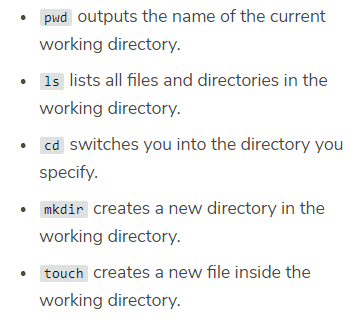 • pwd outputs the name of the current
working directory.
• ls lists all files and directories in the
working directory.
• cd switches you into the directory you
specify.
• mkdir creates a new directory in the
working directory.
• touch creates a new file inside the
working directory.